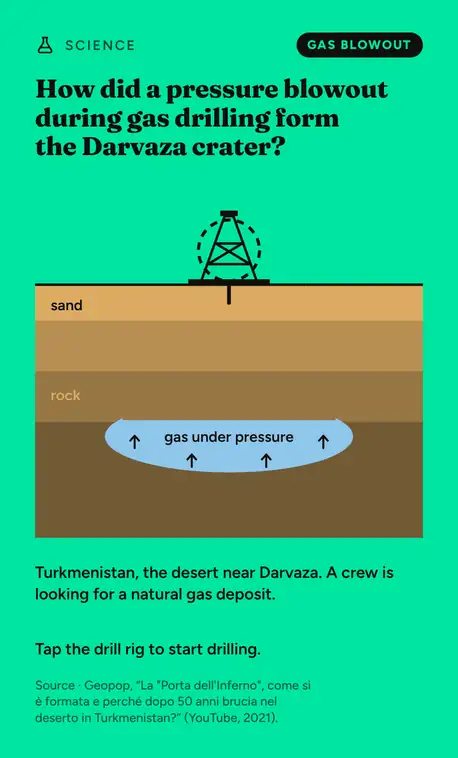 SCIENCE
GAS BLOWOUT
How did a pressure blowout
during gas drilling form
the Darvaza crater?
sand
rock
gas under pressure
Turkmenistan, the desert near Darvaza. A crew is
looking for a natural gas deposit.
Tap the drill rig to start drilling.
Source · Geopop, “La "Porta dell'Inferno", come si
è formata e perché dopo 50 anni brucia nel
deserto in Turkmenistan?” (YouTube, 2021).